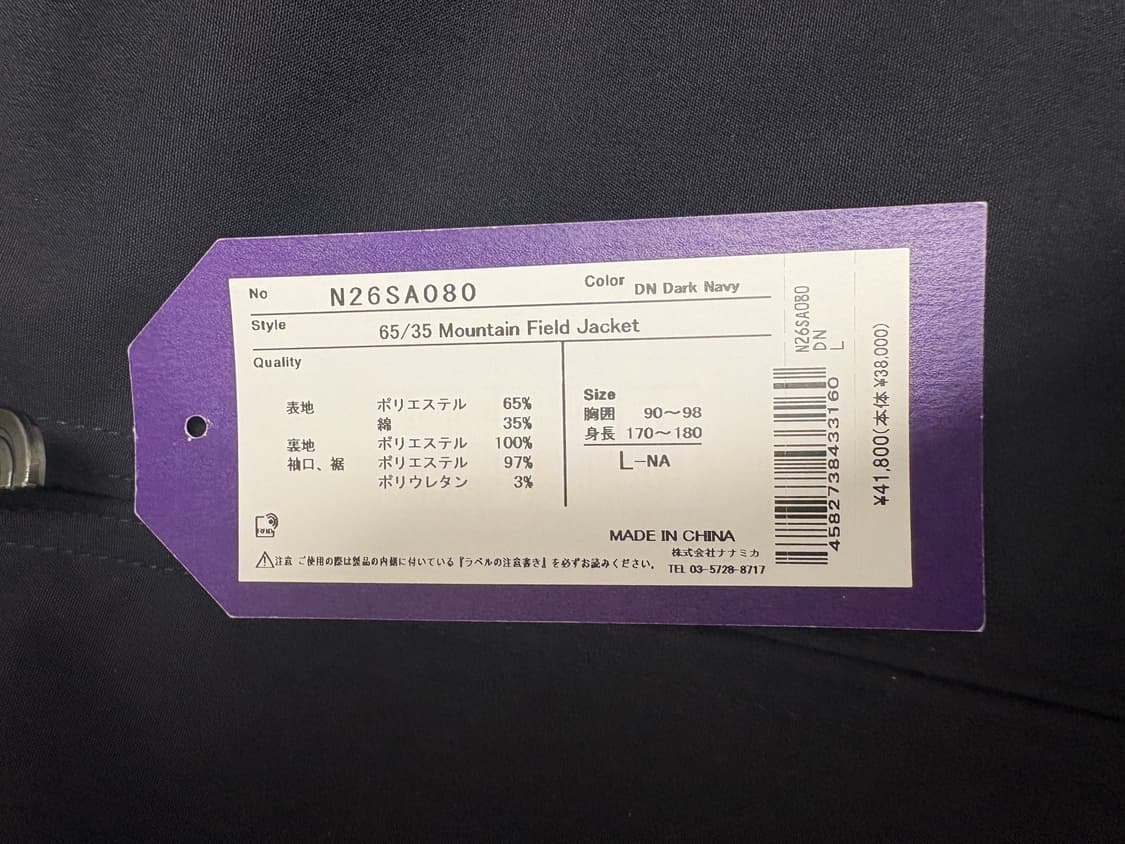 No N26SA080 Color DN Dark Navy
Style 65/35 Mountain Field Jacket
Quality
表地 ポリエステル 65%
綿 35%
裏地 ポリエステル 100%
袖口、裾 ポリエステル 97%
ポリウレタン 3%
Size
胸囲 90〜98
身長 170〜180
L-NA
RFID
MADE IN CHINA
株式会社ナナミカ
⚠注意 ご使用の際は製品の内側に付いている『ラベルの注意書き』を必ずお読みください。 TEL 03-5728-8717
N26SA080
DN
L
4582738433160
¥41,800(本体 ¥38,000)